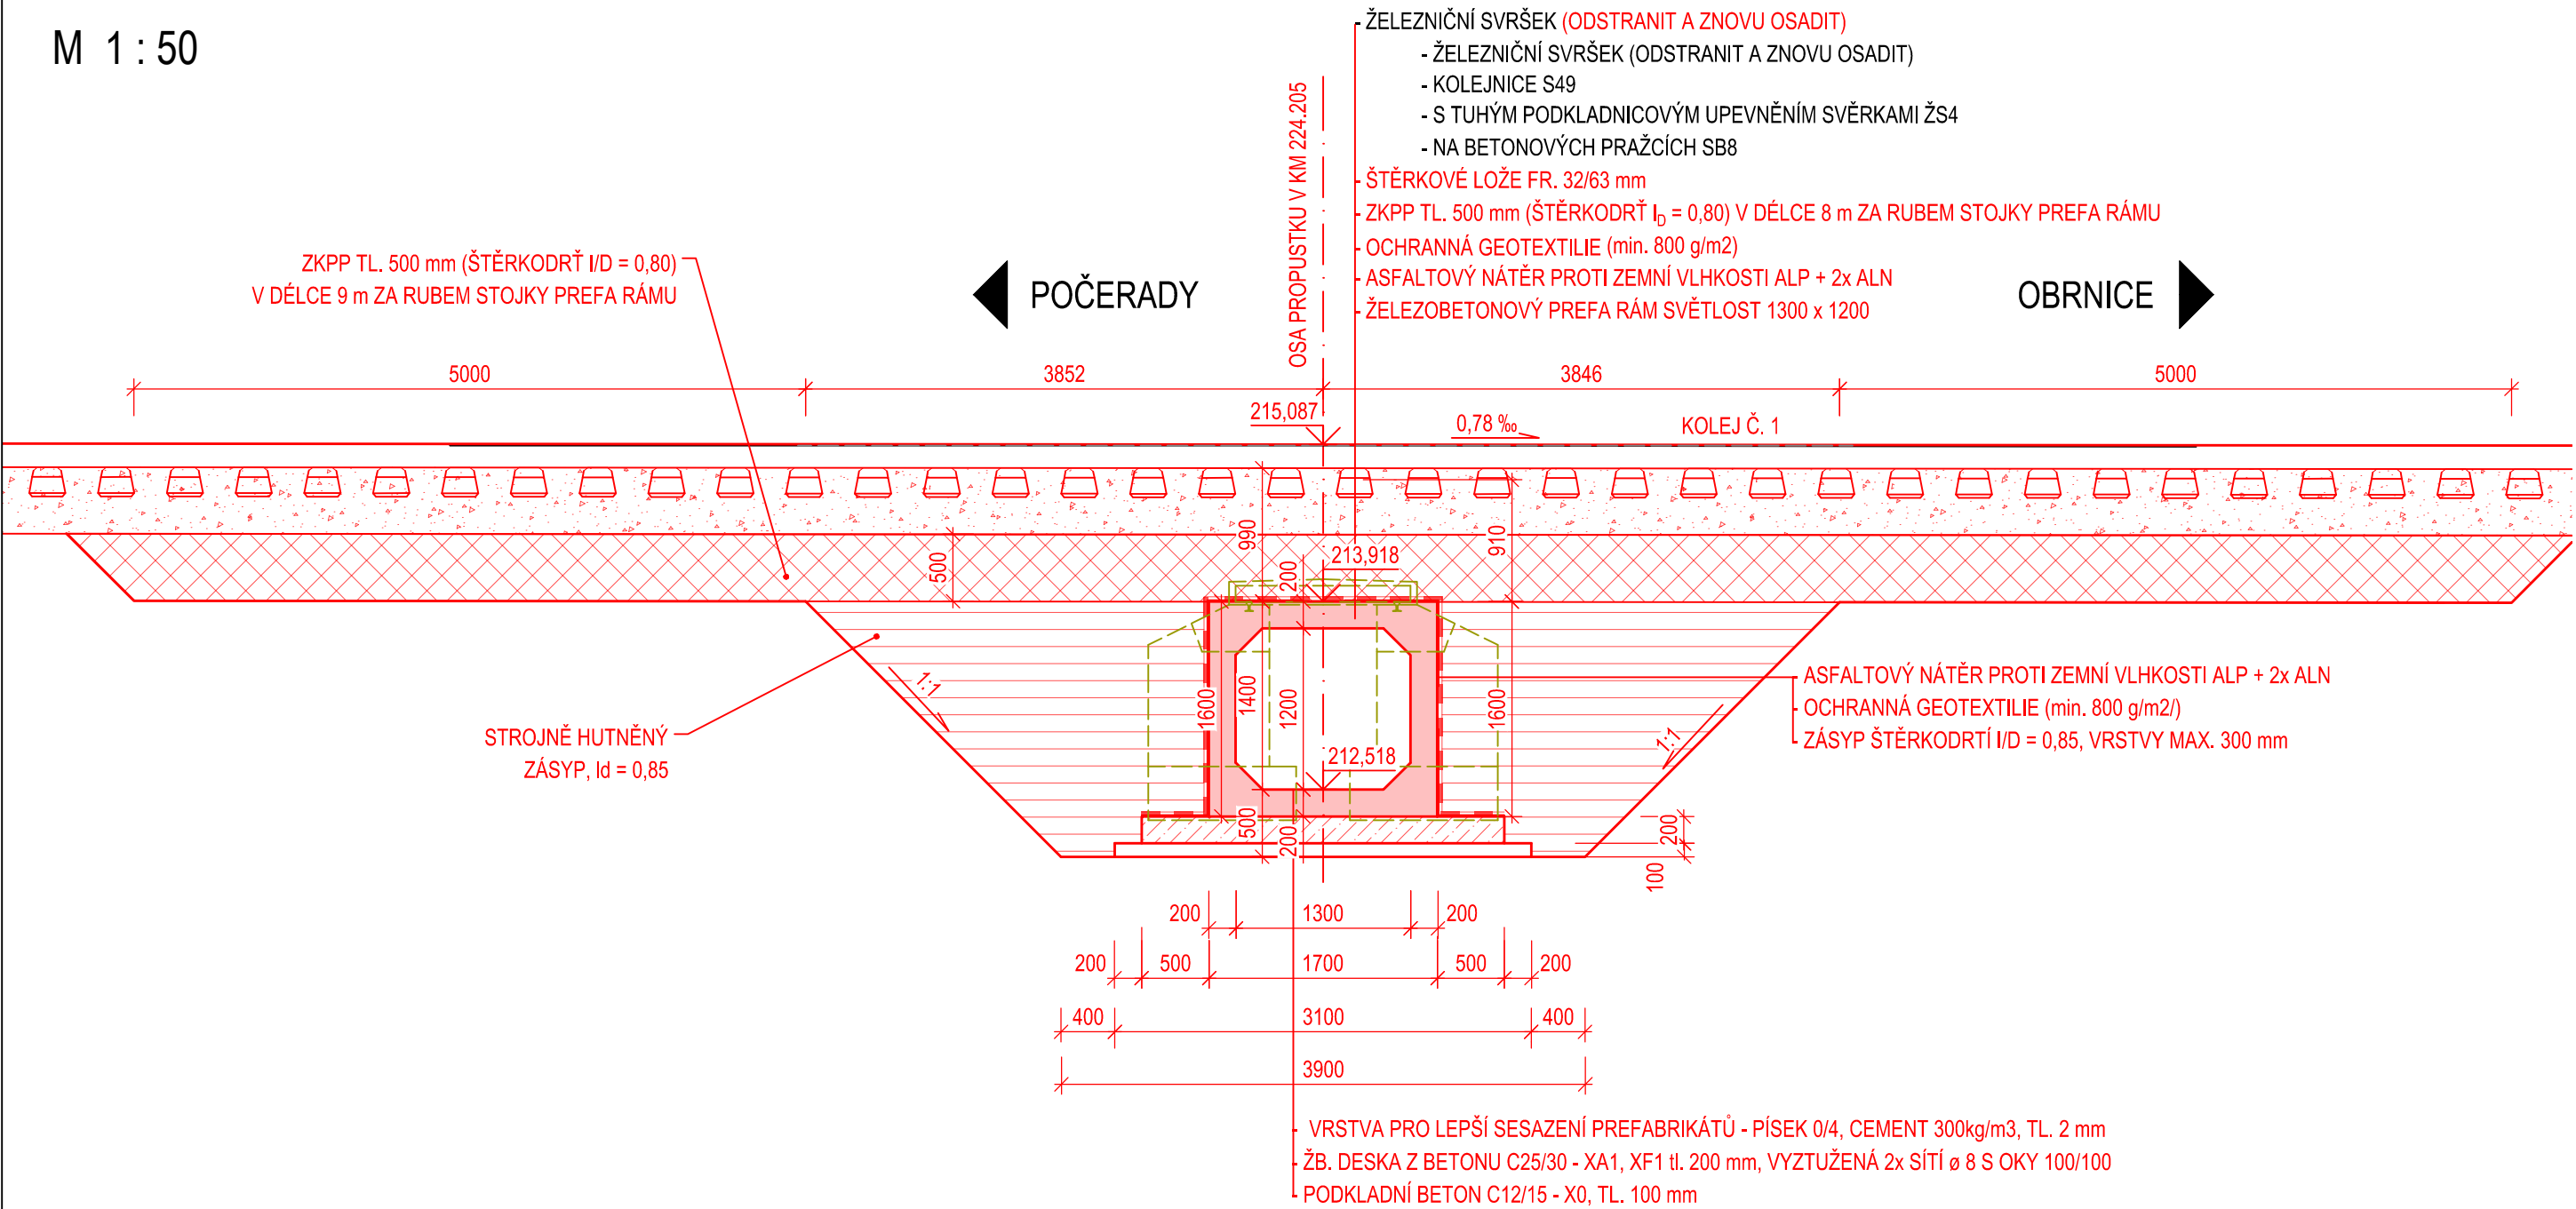 M 1 : 50
- ŽELEZNIČNÍ SVRŠEK (ODSTRANIT A ZNOVU OSADIT)
- ŽELEZNIČNÍ SVRŠEK (ODSTRANIT A ZNOVU OSADIT)
- KOLEJNICE S49
- S TUHÝM PODKLADNICOVÝM UPEVNĚNÍM SVĚRKAMI ŽS4
- NA BETONOVÝCH PRAŽCÍCH SB8
- ŠTĚRKOVÉ LOŽE FR. 32/63 mm
- ZKPP TL. 500 mm (ŠTĚRKODRŤ ID = 0,80) V DÉLCE 8 m ZA RUBEM STOJKY PREFA RÁMU
- OCHRANNÁ GEOTEXTILIE (min. 800 g/m2)
- ASFALTOVÝ NÁTĚR PROTI ZEMNÍ VLHKOSTI ALP + 2x ALN
- ŽELEZOBETONOVÝ PREFA RÁM SVĚTLOST 1300 x 1200
OSA PROPUSTKU V KM 224.205
ZKPP TL. 500 mm (ŠTĚRKODRŤ I/D = 0,80)
V DÉLCE 9 m ZA RUBEM STOJKY PREFA RÁMU
POČERADY
OBRNICE
5000
3852
3846
5000
215,087
0,78 ‰
KOLEJ Č. 1
990
910
500
200
213,918
1:1
1600
1400
1200
1600
1:1
212,518
STROJNĚ HUTNĚNÝ
ZÁSYP, Id = 0,85
- ASFALTOVÝ NÁTĚR PROTI ZEMNÍ VLHKOSTI ALP + 2x ALN
- OCHRANNÁ GEOTEXTILIE (min. 800 g/m2/)
- ZÁSYP ŠTĚRKODRTÍ I/D = 0,85, VRSTVY MAX. 300 mm
500
200
200
100
200
1300
200
200
500
1700
500
200
400
3100
400
3900
- VRSTVA PRO LEPŠÍ SESAZENÍ PREFABRIKÁTŮ - PÍSEK 0/4, CEMENT 300kg/m3, TL. 2 mm
- ŽB. DESKA Z BETONU C25/30 - XA1, XF1 tl. 200 mm, VYZTUŽENÁ 2x SÍTÍ ø 8 S OKY 100/100
- PODKLADNÍ BETON C12/15 - X0, TL. 100 mm